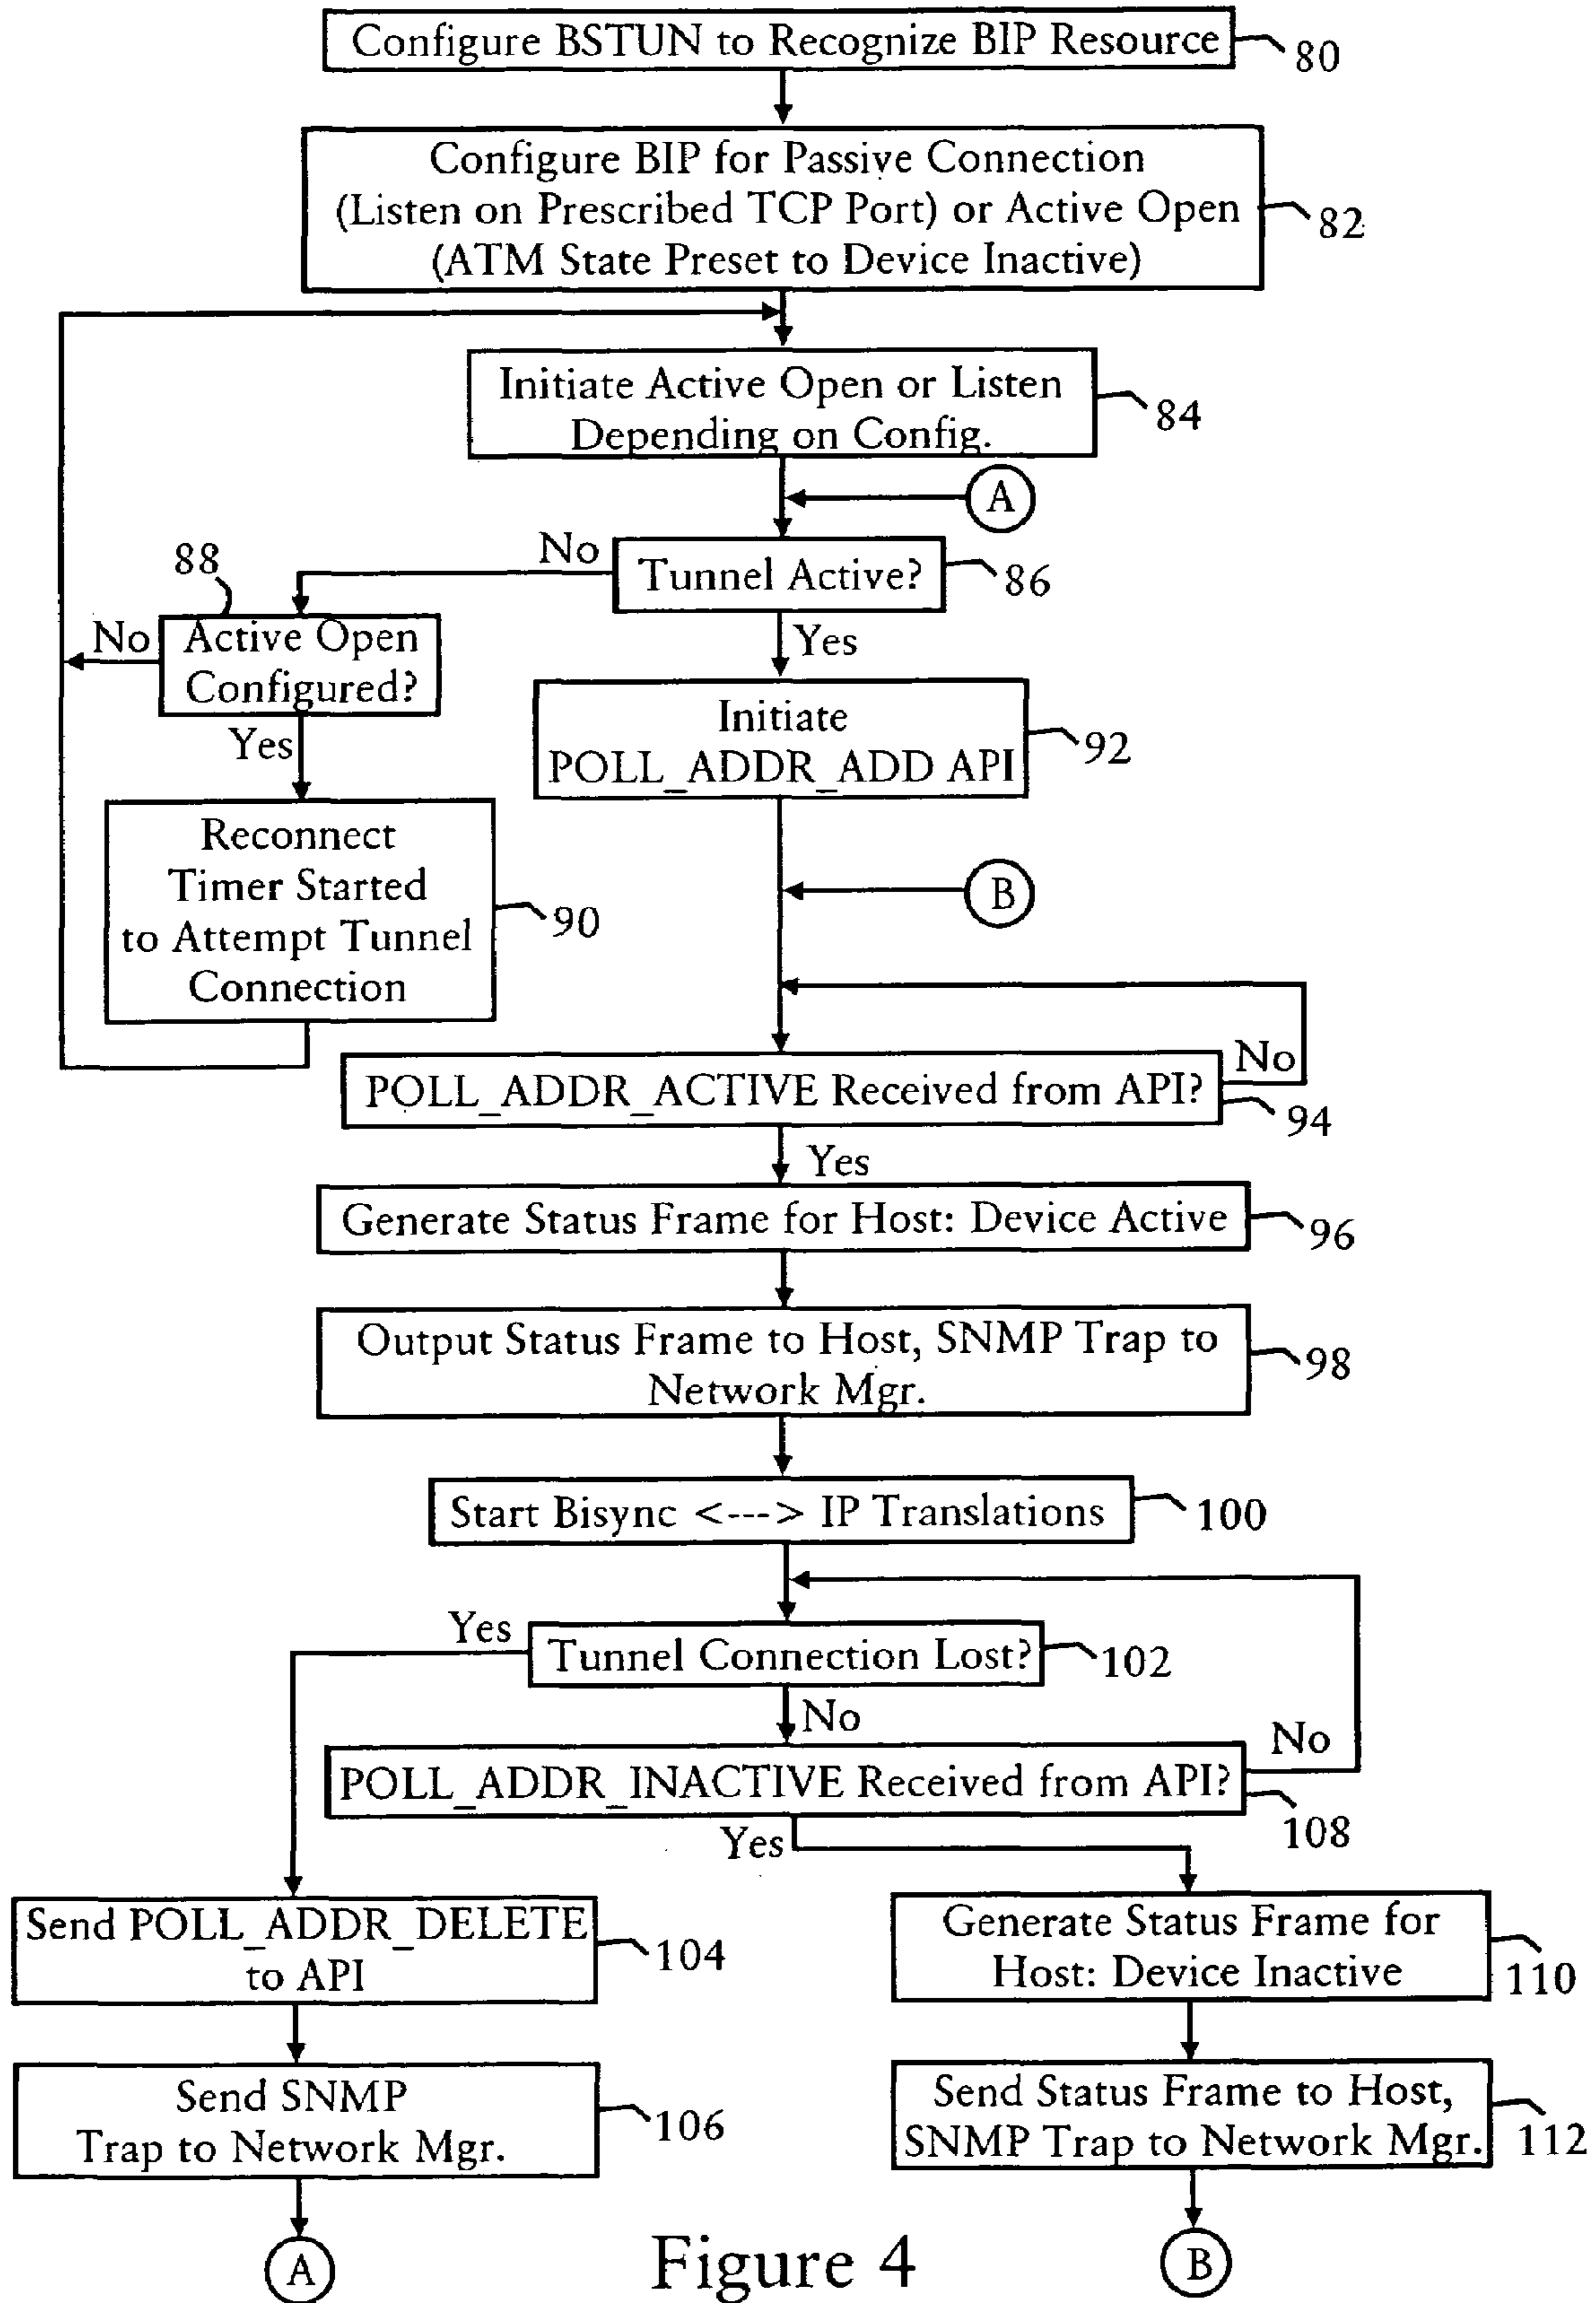 Configure BSTUN to Recognize BIP Resource
80
Configure BIP for Passive Connection
(Listen on Prescribed TCP Port) or Active Open
(ATM State Preset to Device Inactive)
82
Initiate Active Open or Listen
Depending on Config.
84
A
No
Tunnel Active?
86
88
No
Active Open
Configured?
Yes
Yes
Initiate
POLL_ADDR_ADD API
92
Reconnect
Timer Started
to Attempt Tunnel
Connection
90
B
No
POLL_ADDR_ACTIVE Received from API?
94
Yes
Generate Status Frame for Host: Device Active
96
Output Status Frame to Host, SNMP Trap to
Network Mgr.
98
Start Bisync <---> IP Translations
100
Yes
Tunnel Connection Lost?
102
No
No
POLL_ADDR_INACTIVE Received from API?
108
Yes
Send POLL_ADDR_DELETE
to API
104
Generate Status Frame for
Host: Device Inactive
110
Send SNMP
Trap to Network Mgr.
106
Send Status Frame to Host,
SNMP Trap to Network Mgr.
112
A
Figure 4
B